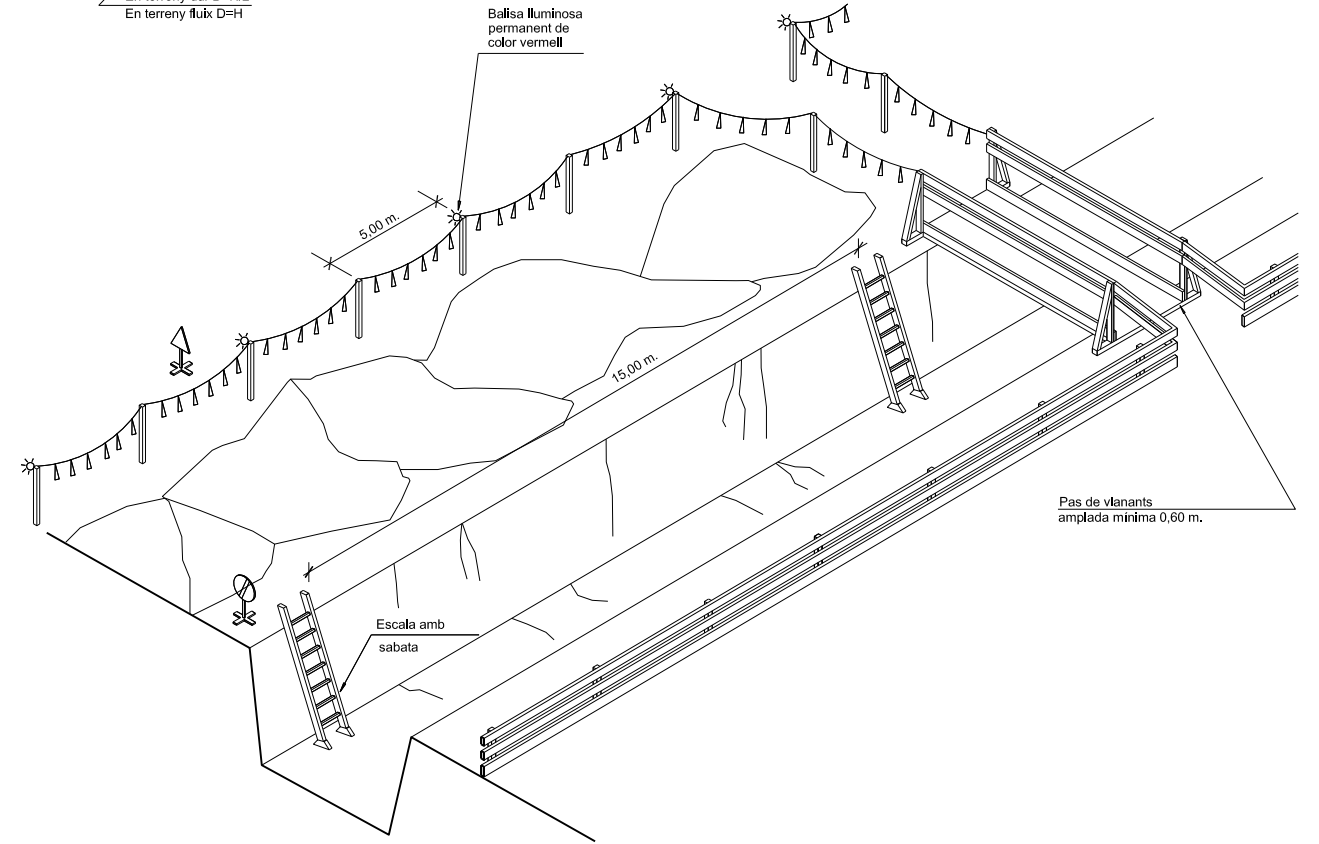 En terreny fluix D=H
Balisa lluminosa
permanent de
color vermell
5,00 m.
15,00 m.
Escala amb
sabata
Pas de vianants
amplada mínima 0,60 m.